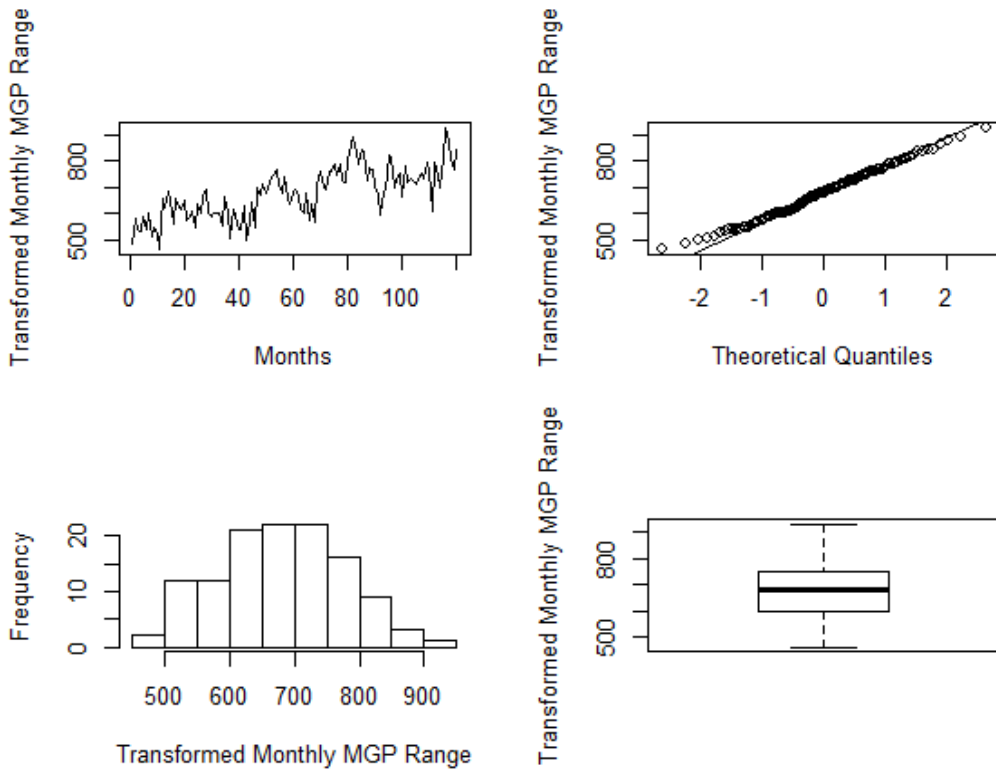 Transformed Monthly MGP Range
800
500
0 20 40 60 80 100
Months
Transformed Monthly MGP Range
800
500
-2 -1 0 1 2
Theoretical Quantiles
Frequency
20
10
0
500 600 700 800 900
Transformed Monthly MGP Range
Transformed Monthly MGP Range
800
500